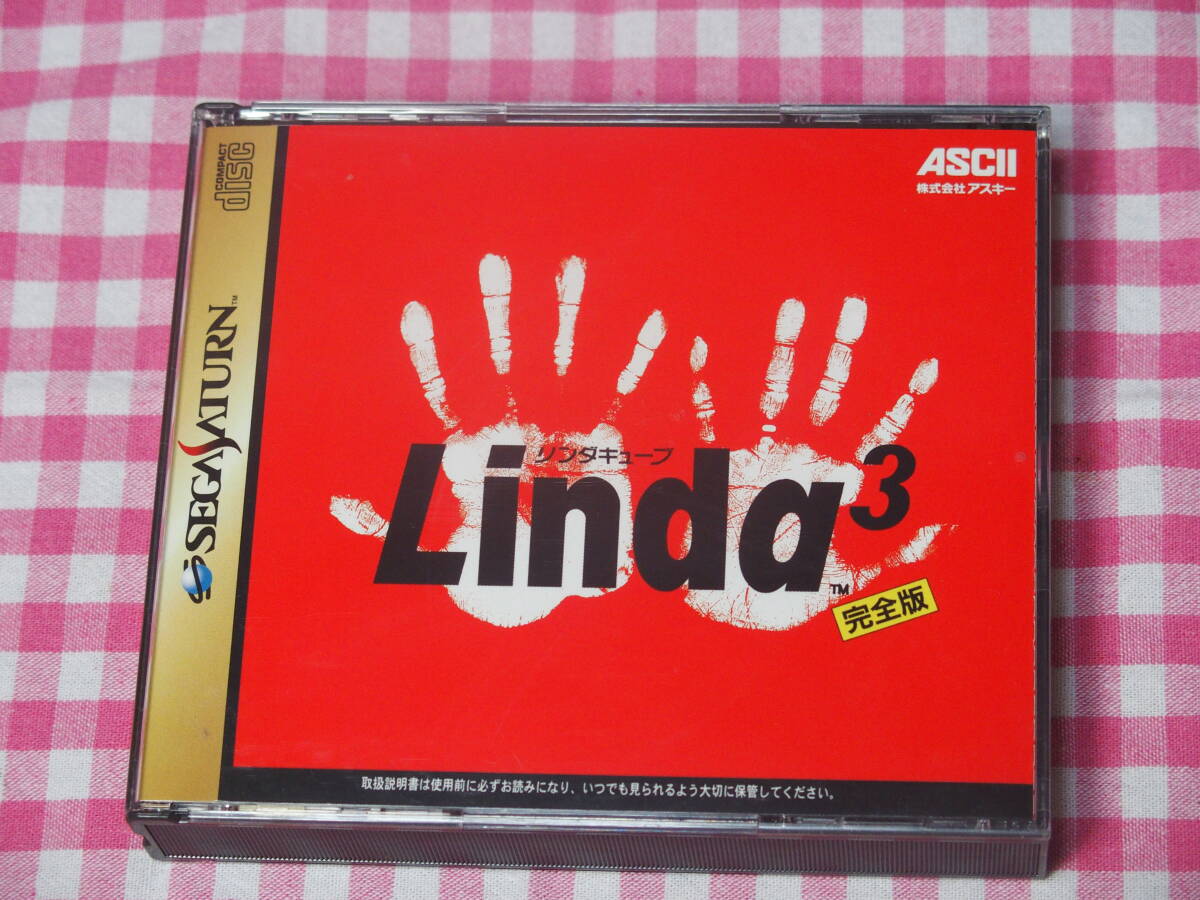 COMPACT
disc
SEGA SATURN™
ASCII
株式会社アスキー
リンダキューブ
Linda³™
完全版
取扱説明書は使用前に必ずお読みになり、いつでも見られるよう大切に保管してください。